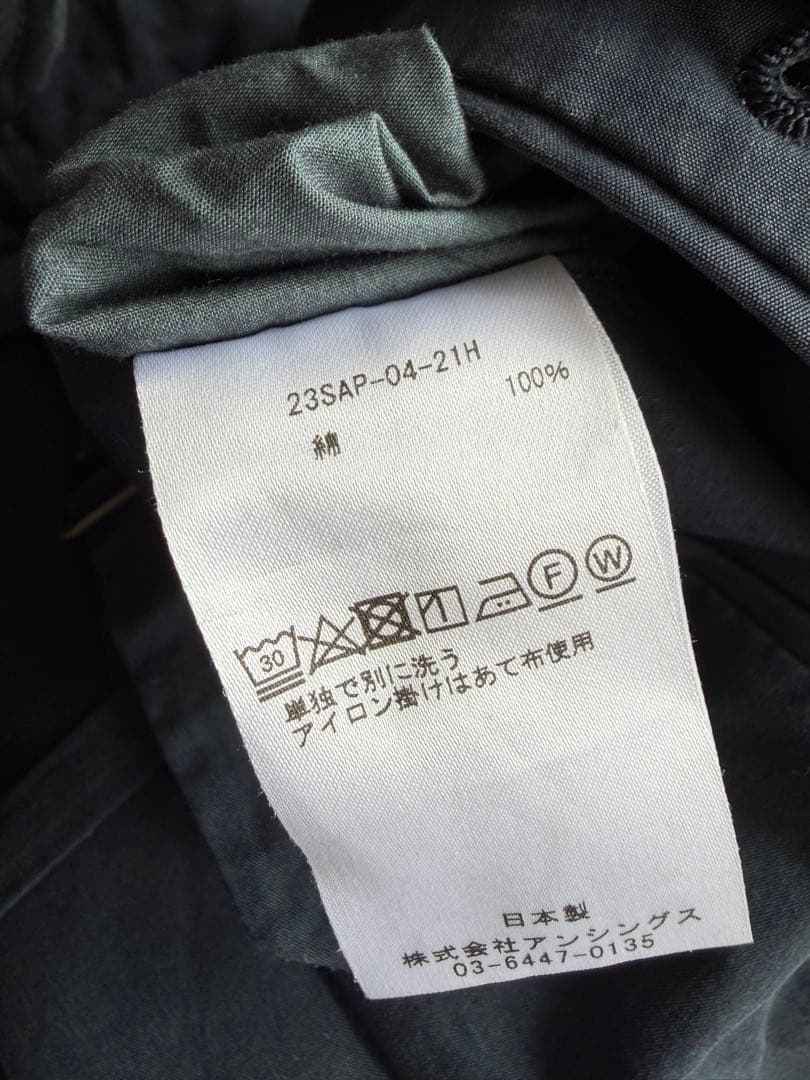 23SAP-04-21H
綿 100%
30 F W
単独で別に洗う
アイロン掛けはあて布使用
日本製
株式会社アンシングス
03-6447-0135